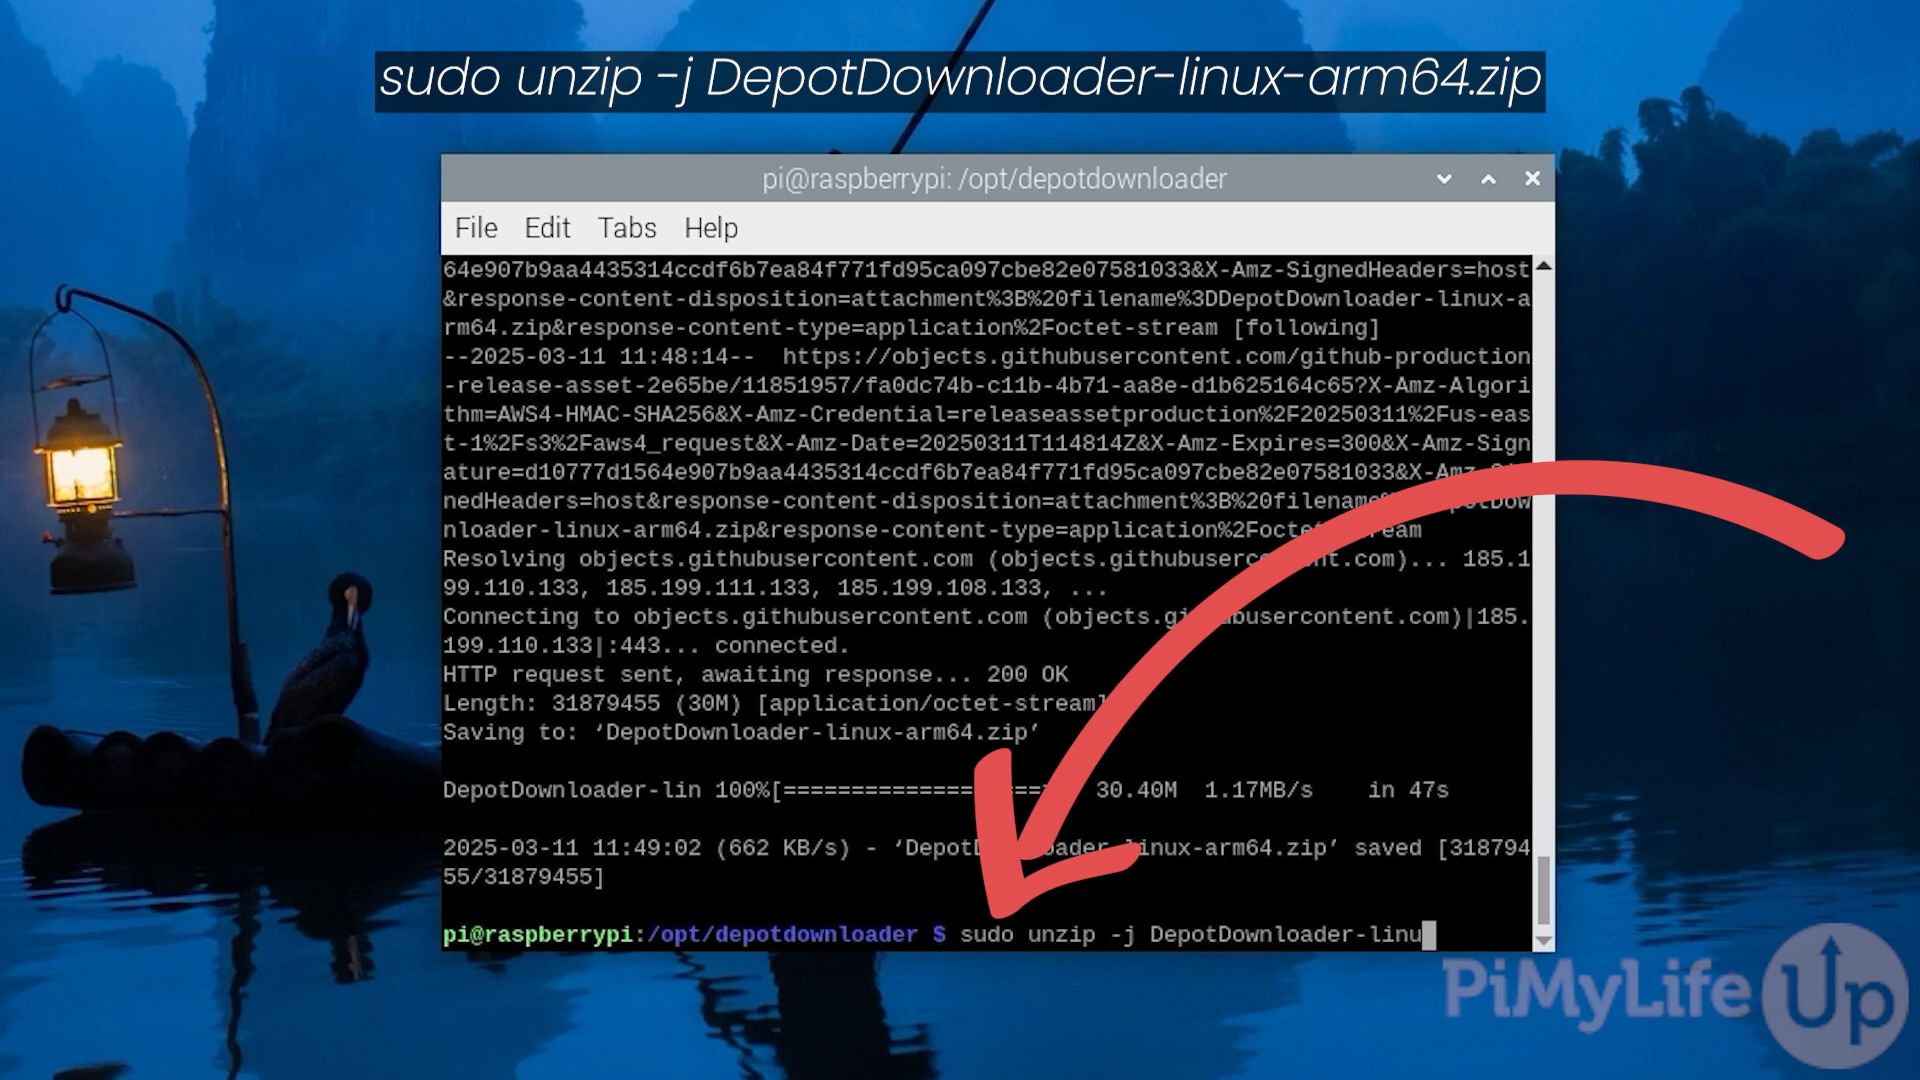 sudo unzip -j DepotDownloader-linux-arm64.zip
pi@raspberrypi: /opt/depotdownloader
File Edit Tabs Help
64e907b9aa4435314ccdf6b7ea84f771fd95ca097cbe82e07581033&X-Amz-SignedHeaders=host
&response-content-disposition=attachment%3B%20filename%3DDepotDownloader-linux-a
rm64.zip&response-content-type=application%2Foctet-stream [following]
--2025-03-11 11:48:14--  https://objects.githubusercontent.com/github-production
-release-asset-2e65be/11851957/fa0dc74b-c11b-4b71-aa8e-d1b625164c65?X-Amz-Algori
thm=AWS4-HMAC-SHA256&X-Amz-Credential=releaseassetproduction%2F20250311%2Fus-eas
t-1%2Fs3%2Faws4_request&X-Amz-Date=20250311T114814Z&X-Amz-Expires=300&X-Amz-Sign
ature=d10777d1564e907b9aa4435314ccdf6b7ea84f771fd95ca097cbe82e07581033&X-Amz-
nedHeaders=host&response-content-disposition=attachment%3B%20filename
nloader-linux-arm64.zip&response-content-type=application%2Foctet-stream
Resolving objects.githubusercontent.com (objects.githubusercontent.com)... 185.1
99.110.133, 185.199.111.133, 185.199.108.133, ...
Connecting to objects.githubusercontent.com (objects.githubusercontent.com)|185.
199.110.133|:443... connected.
HTTP request sent, awaiting response... 200 OK
Length: 31879455 (30M) [application/octet-stream]
Saving to: ‘DepotDownloader-linux-arm64.zip’
DepotDownloader-lin 100%[===================>] 30.40M  1.17MB/s    in 47s
2025-03-11 11:49:02 (662 KB/s) - ‘DepotDownloader-linux-arm64.zip’ saved [318794
55/31879455]
pi@raspberrypi:/opt/depotdownloader $ sudo unzip -j DepotDownloader-linu
PiMyLifeUp